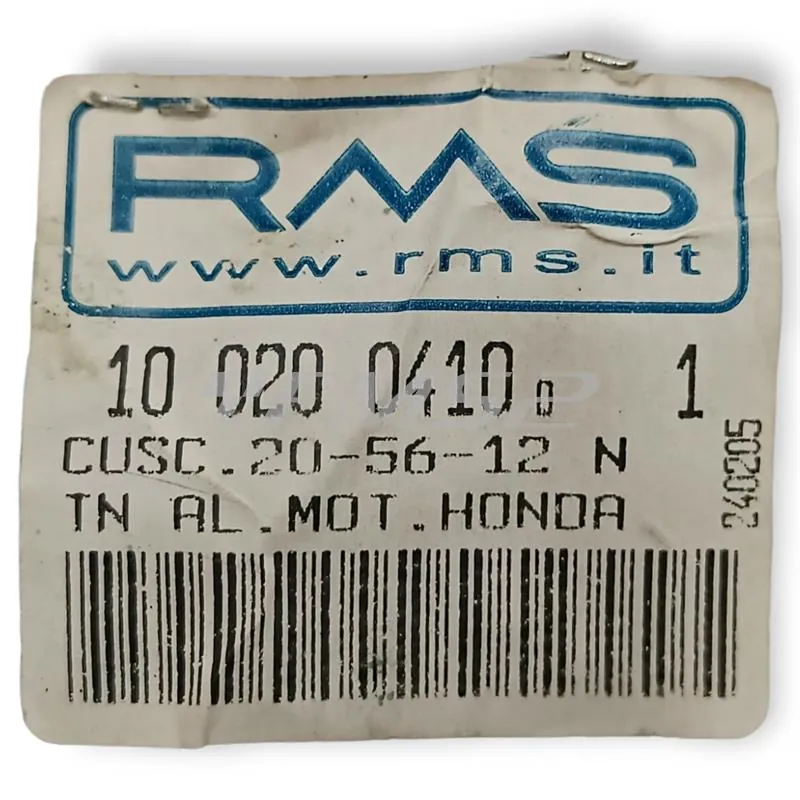 RMS
www.rms.it
10 020 0410 0 1
CUSC.20-56-12 N
TN AL.MOT.HONDA
240205